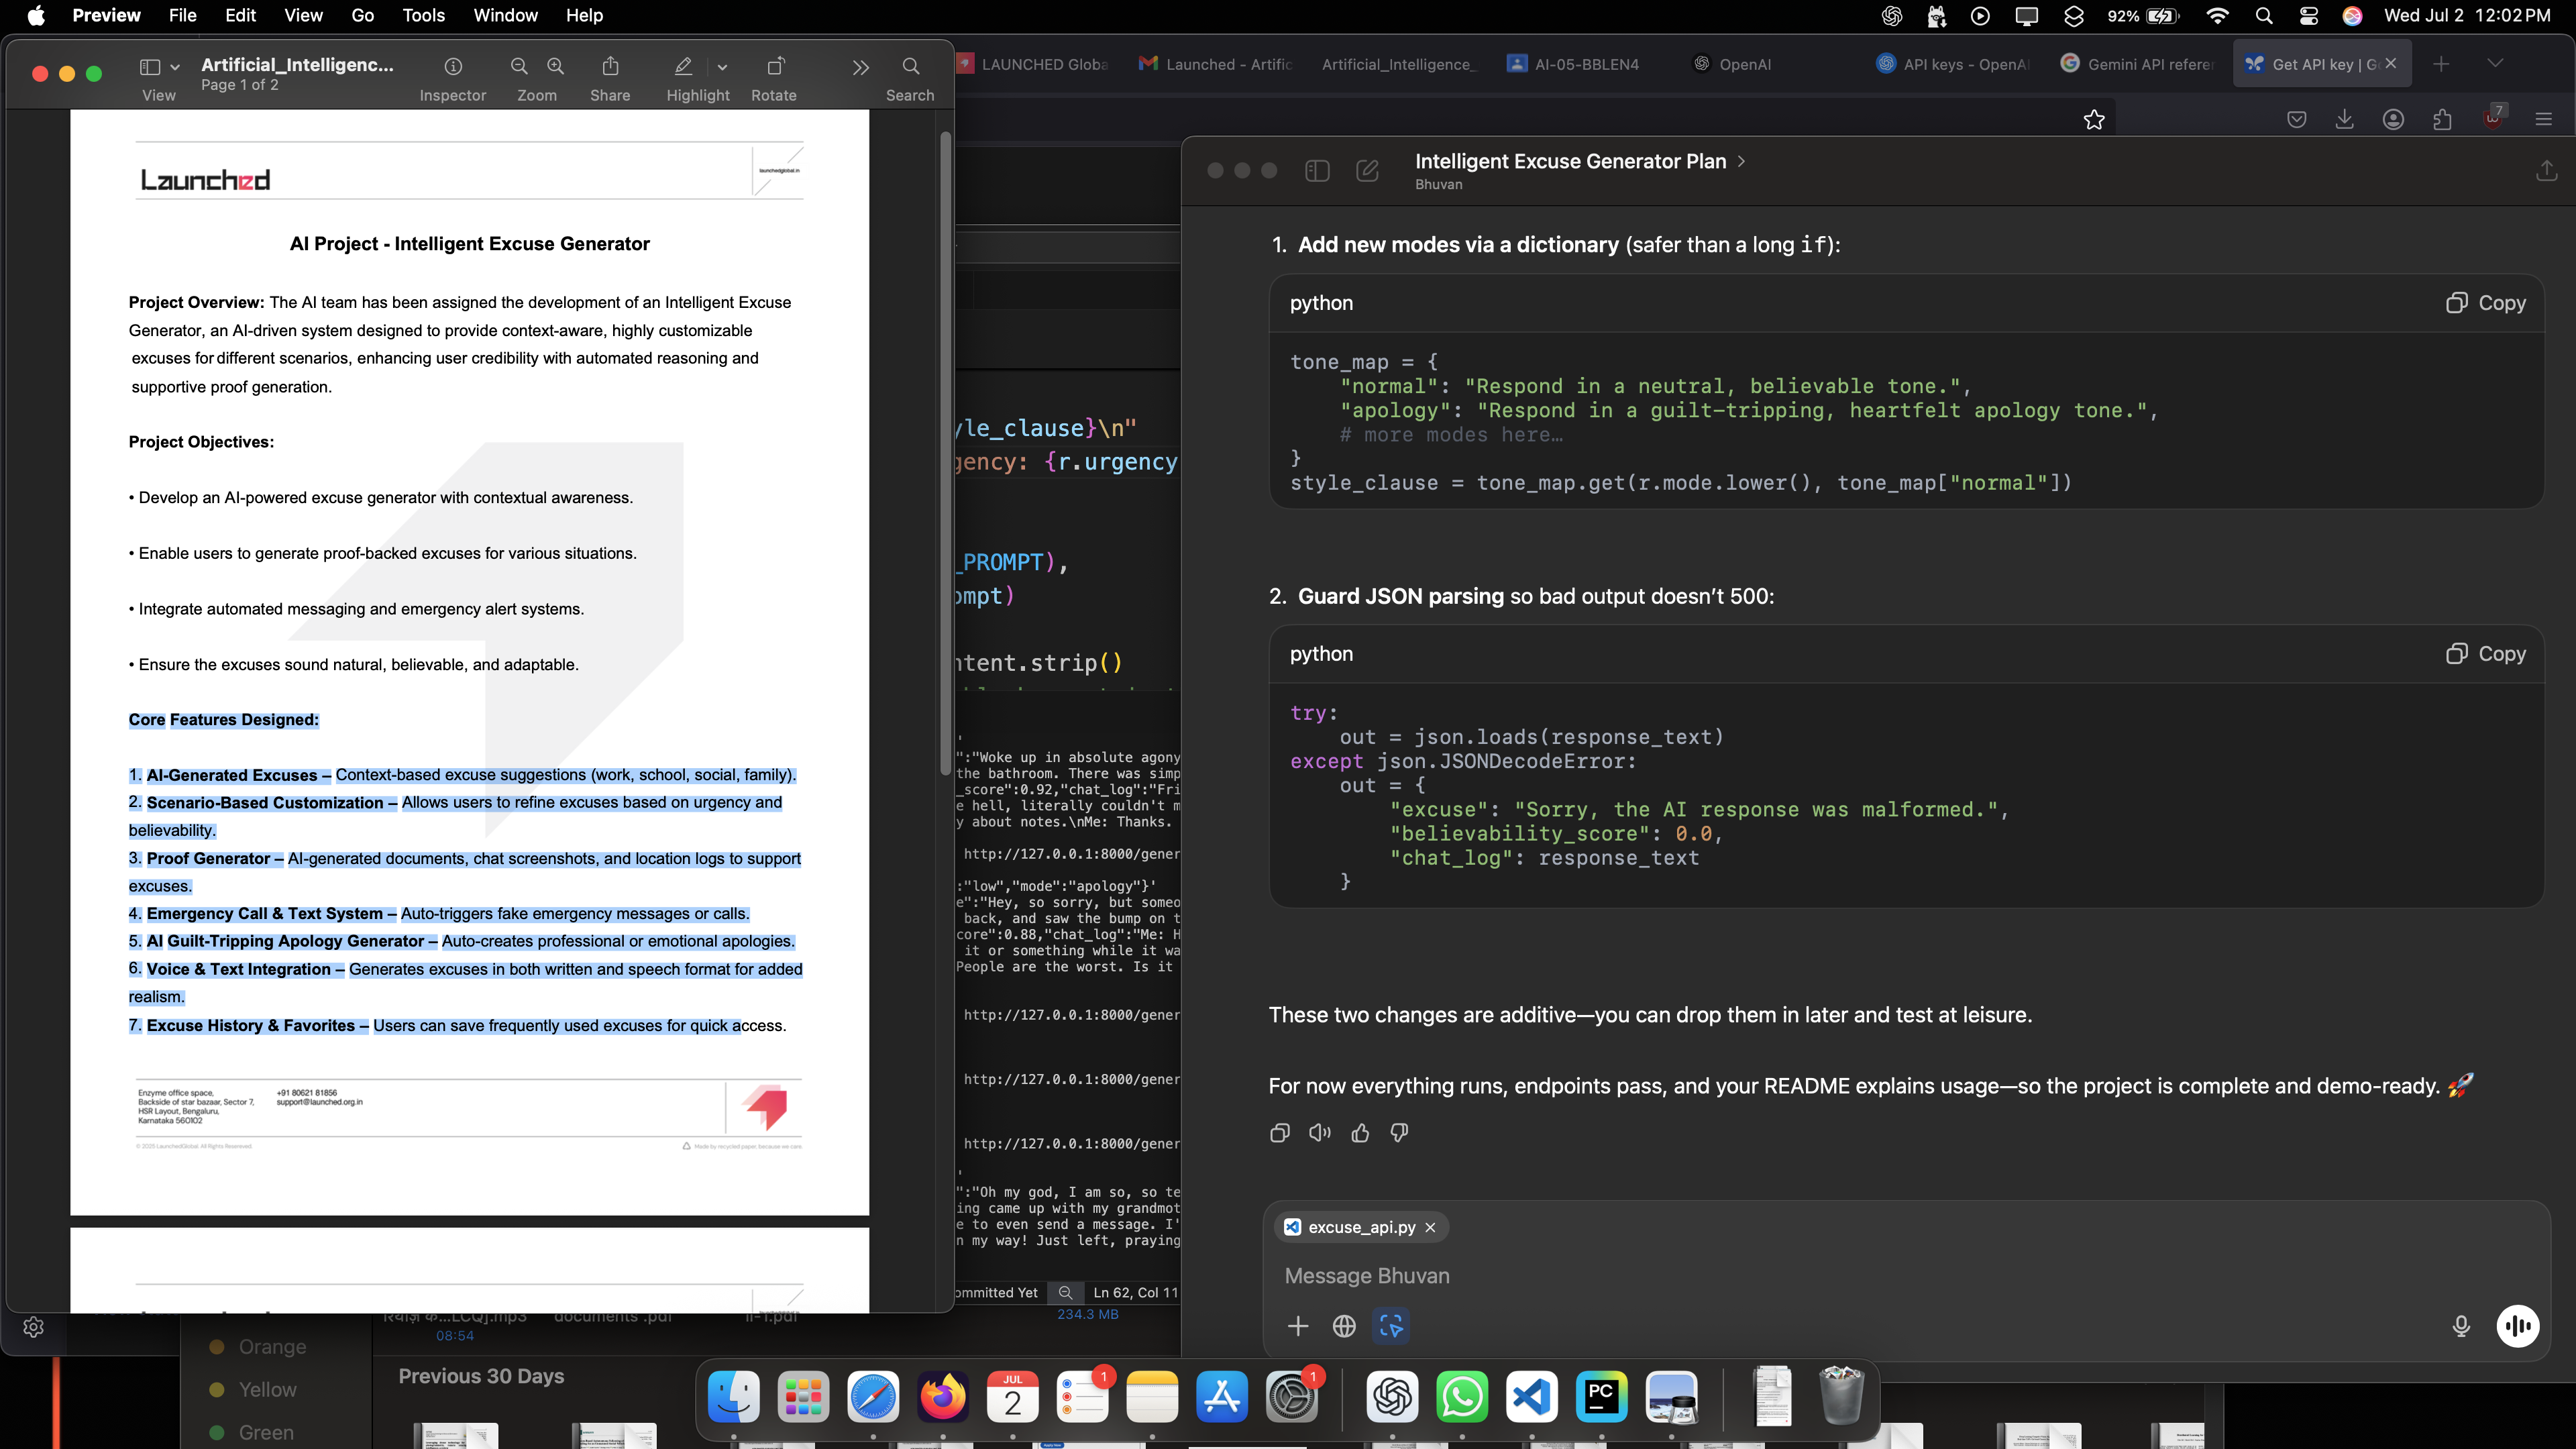 Preview File Edit View Go Tools Window Help
92% Wed Jul 2 12:02 PM
Artificial_Intelligenc...
Page 1 of 2
View Inspector Zoom Share Highlight Rotate Search
LAUNCHED Globa
Launched - Artific
Artificial_Intelligence_
AI-05-BBLEN4
OpenAI
API keys - OpenAI
Gemini API referer
Get API key | G
7
Launched
launchedglobal.in
AI Project - Intelligent Excuse Generator
Project Overview: The AI team has been assigned the development of an Intelligent Excuse
Generator, an AI-driven system designed to provide context-aware, highly customizable
excuses for different scenarios, enhancing user credibility with automated reasoning and
supportive proof generation.
Project Objectives:
• Develop an AI-powered excuse generator with contextual awareness.
• Enable users to generate proof-backed excuses for various situations.
• Integrate automated messaging and emergency alert systems.
• Ensure the excuses sound natural, believable, and adaptable.
Core Features Designed:
1. AI-Generated Excuses – Context-based excuse suggestions (work, school, social, family).
2. Scenario-Based Customization – Allows users to refine excuses based on urgency and
believability.
3. Proof Generator – AI-generated documents, chat screenshots, and location logs to support
excuses.
4. Emergency Call & Text System – Auto-triggers fake emergency messages or calls.
5. AI Guilt-Tripping Apology Generator – Auto-creates professional or emotional apologies.
6. Voice & Text Integration – Generates excuses in both written and speech format for added
realism.
7. Excuse History & Favorites – Users can save frequently used excuses for quick access.
Enzyme office space,
Backside of star bazaar, Sector 7,
HSR Layout, Bengaluru,
Karnataka 560102
+91 80621 81856
support@launched.org.in
© 2025 LaunchedGlobal. All Rights Reserved.
Made by recycled paper, because we care
yle_clause}\n"
gency: {r.urgency
_PROMPT),
ompt)
ntent.strip()
":"Woke up in absolute agony
the bathroom. There was simp
_score":0.92,"chat_log":"Fri
e hell, literally couldn't m
y about notes.\nMe: Thanks.
http://127.0.0.1:8000/gener
:"low","mode":"apology"}'
e":"Hey, so sorry, but someo
back, and saw the bump on t
core":0.88,"chat_log":"Me: H
it or something while it wa
People are the worst. Is it
http://127.0.0.1:8000/gener
http://127.0.0.1:8000/gener
http://127.0.0.1:8000/gener
":"Oh my god, I am so, so te
ing came up with my grandmot
e to even send a message. I'
n my way! Just left, praying
ommitted Yet Ln 62, Col 11
234.3 MB
Intelligent Excuse Generator Plan
Bhuvan
1. Add new modes via a dictionary (safer than a long if):
python Copy
tone_map = {
"normal": "Respond in a neutral, believable tone.",
"apology": "Respond in a guilt-tripping, heartfelt apology tone.",
# more modes here…
}
style_clause = tone_map.get(r.mode.lower(), tone_map["normal"])
2. Guard JSON parsing so bad output doesn’t 500:
python Copy
try:
out = json.loads(response_text)
except json.JSONDecodeError:
out = {
"excuse": "Sorry, the AI response was malformed.",
"believability_score": 0.0,
"chat_log": response_text
}
These two changes are additive—you can drop them in later and test at leisure.
For now everything runs, endpoints pass, and your README explains usage—so the project is complete and demo-ready. 🚀
excuse_api.py
Message Bhuvan
08:54
Orange
Yellow
Green
Previous 30 Days
JUL
2
1
1
PC